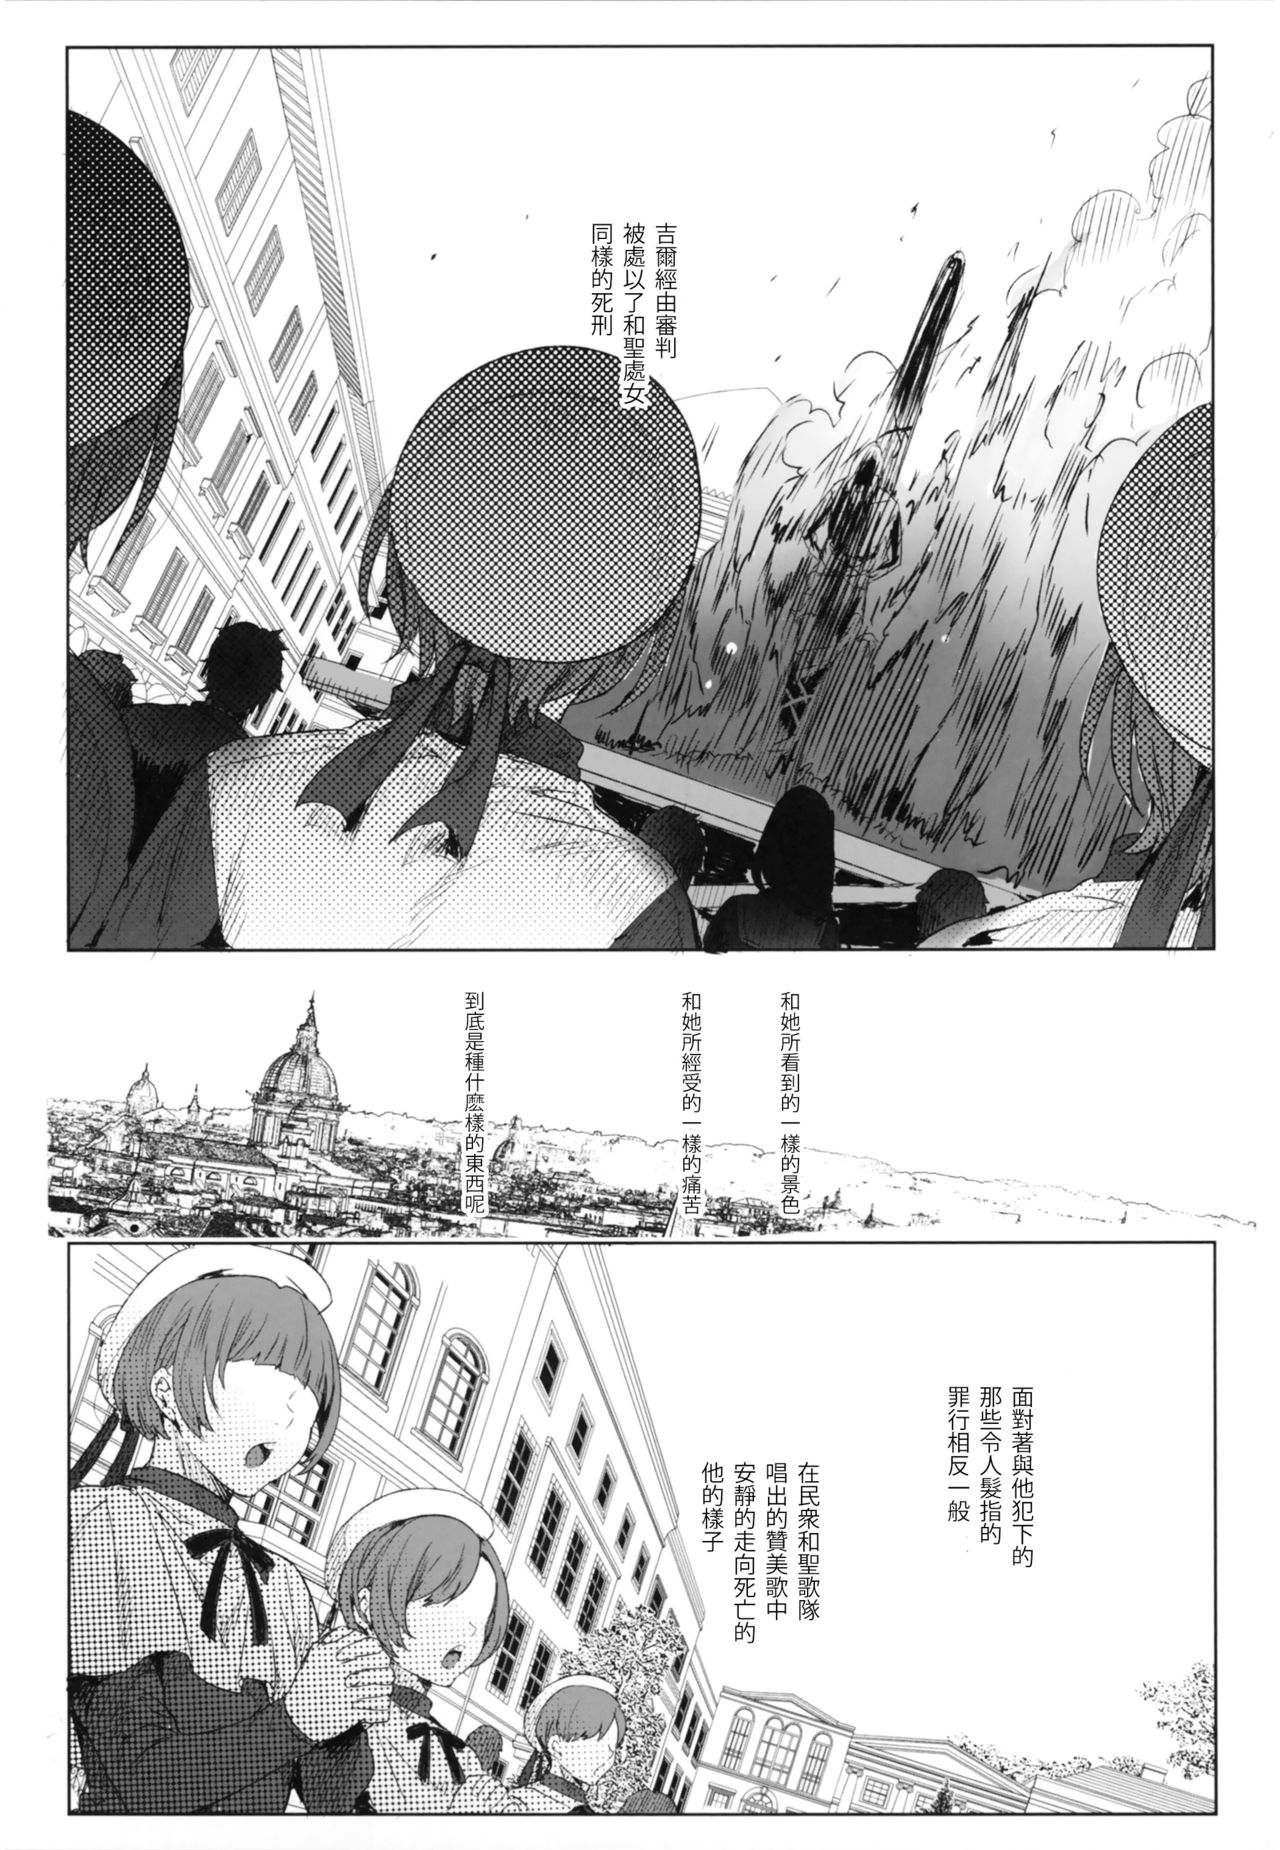 吉爾經由審判
被處以了和聖處女
同樣的死刑
和她所看到的一樣的景色
和她所經受的一樣的痛苦
到底是種什麽樣的東西呢
面對著與他犯下的
那些令人髮指的
罪行相反一般
在民衆和聖歌隊
唱出的贊美歌中
安靜的走向死亡的
他的樣子